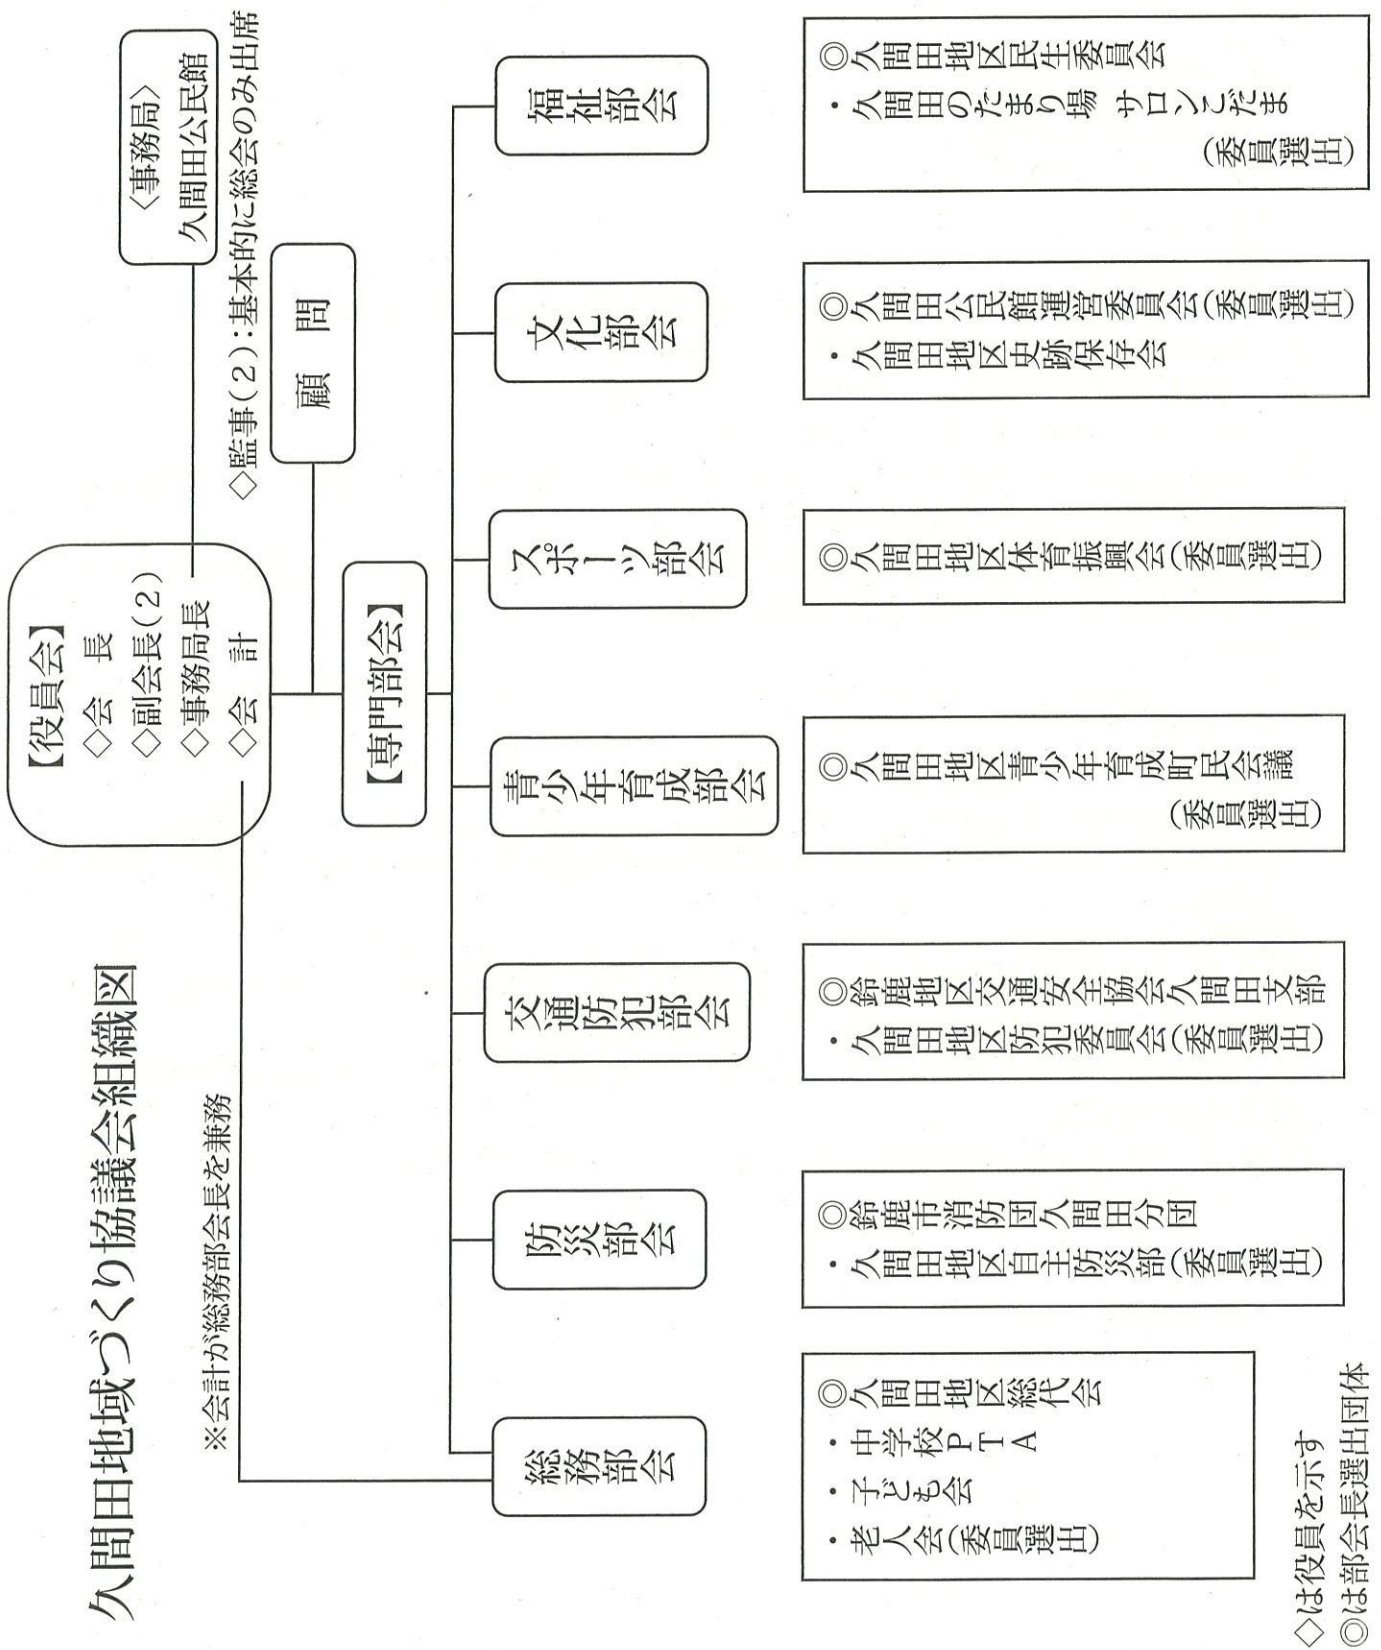 久間田地域づくり協議会組織図
【役員会】
◇会　長
◇副会長(2)
◇事務局長
◇会　計
〈事務局〉
久間田公民館
◇監事(2):基本的に総会のみ出席
※会計が総務部会長を兼務
顧　問
【専門部会】
総務部会
防災部会
交通防犯部会
青少年育成部会
スポーツ部会
文化部会
福祉部会
◎久間田地区総代会
・中学校PTA
・子ども会
・老人会(委員選出)
◎鈴鹿市消防団久間田分団
・久間田地区自主防災部(委員選出)
◎鈴鹿地区交通安全協会久間田支部
・久間田地区防犯委員会(委員選出)
◎久間田地区青少年育成町民会議
(委員選出)
◎久間田地区体育振興会(委員選出)
◎久間田公民館運営委員会(委員選出)
・久間田地区史跡保存会
◎久間田地区民生委員会
・久間田のたまり場 サロンこだま
(委員選出)
◇は役員を示す
◎は部会長選出団体